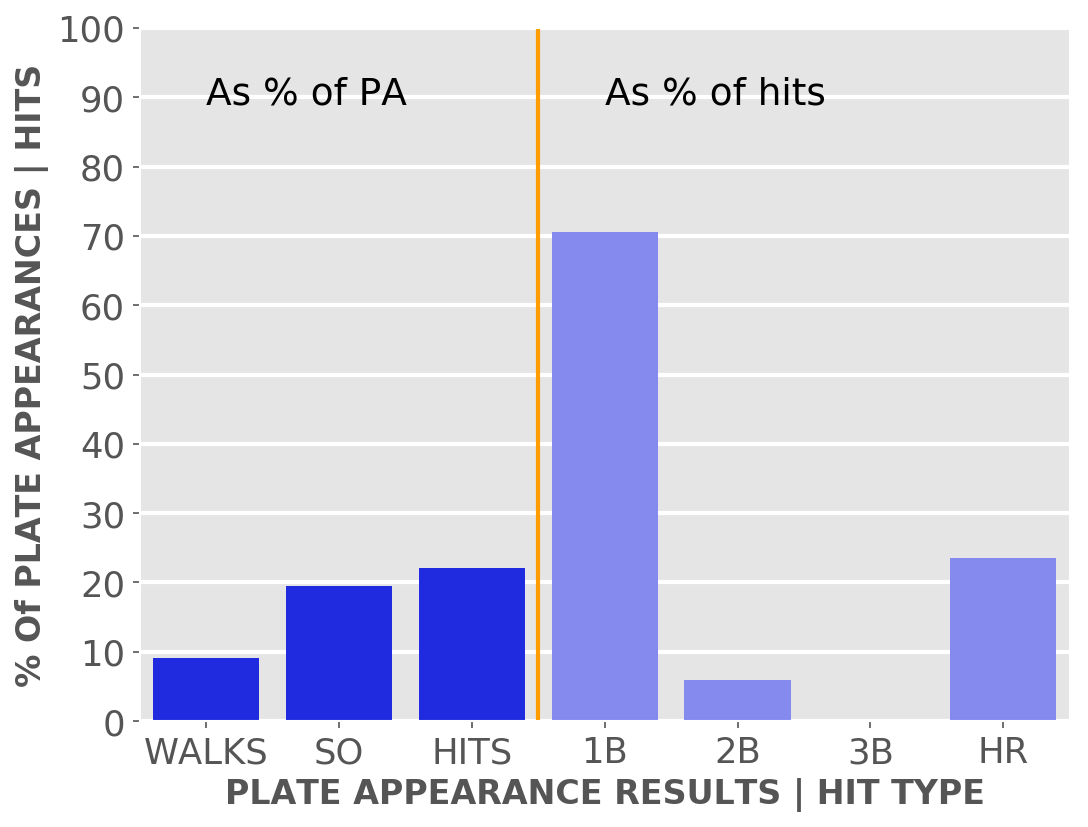 % Of PLATE APPEARANCES | HITS
100
90
80
70
60
50
40
30
20
10
0
As % of PA
As % of hits
WALKS SO HITS 1B 2B 3B HR
PLATE APPEARANCE RESULTS | HIT TYPE